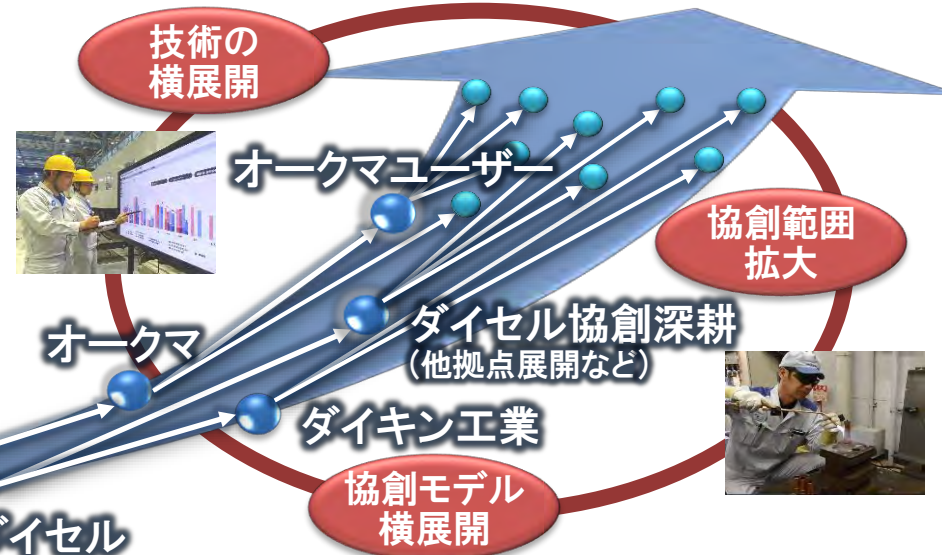 技術の
横展開
オークマユーザー
協創範囲
拡大
オークマ
ダイセル協創深耕
(他拠点展開など)
ダイキン工業
協創モデル
横展開
ダイセル